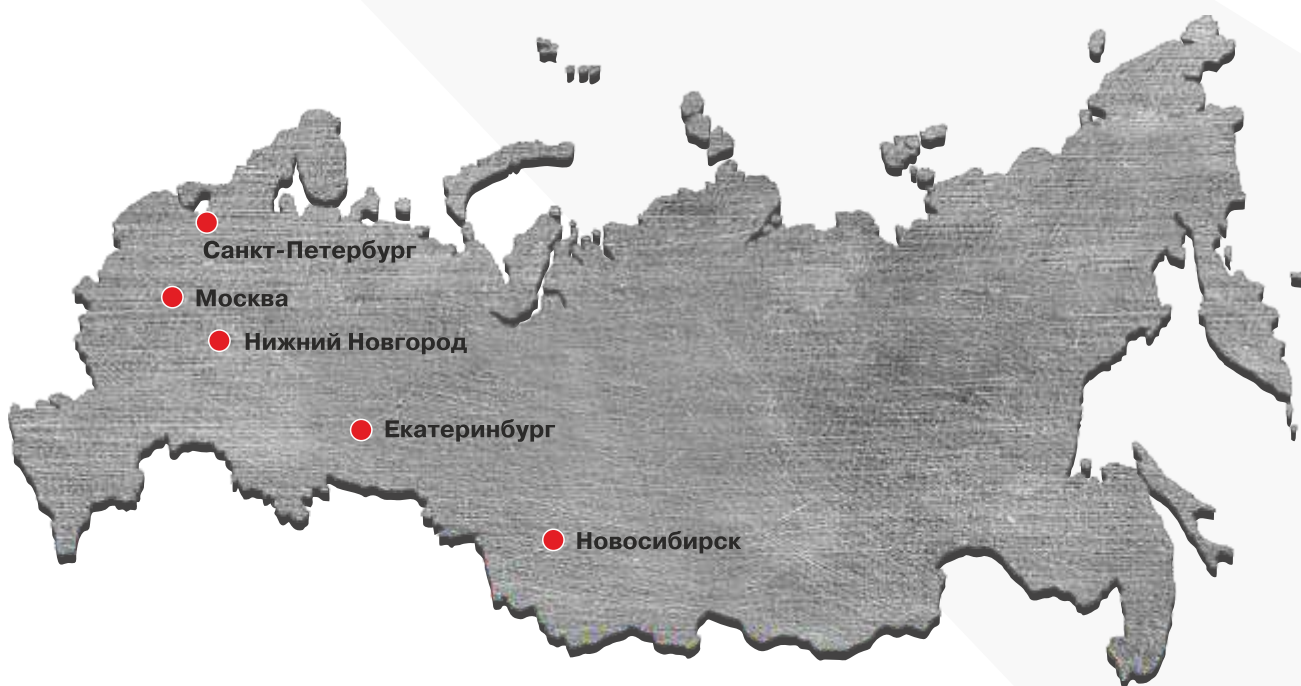 Санкт-Петербург
Москва
Нижний Новгород
Екатеринбург
Новосибирск